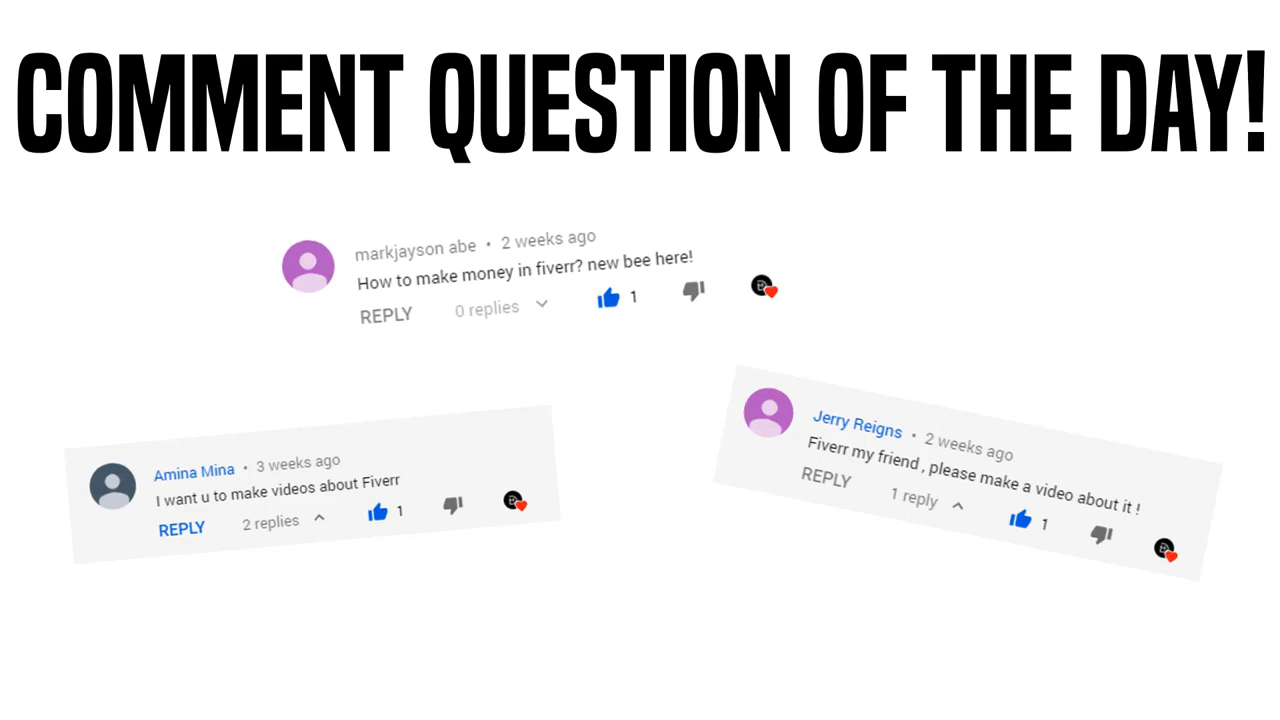 COMMENT QUESTION OF THE DAY!
markjayson abe • 2 weeks ago
How to make money in fiverr? new bee here!
REPLY 0 replies 1
Amina Mina • 3 weeks ago
I want u to make videos about Fiverr
REPLY 2 replies 1
Jerry Reigns • 2 weeks ago
Fiverr my friend , please make a video about it !
REPLY 1 reply 1